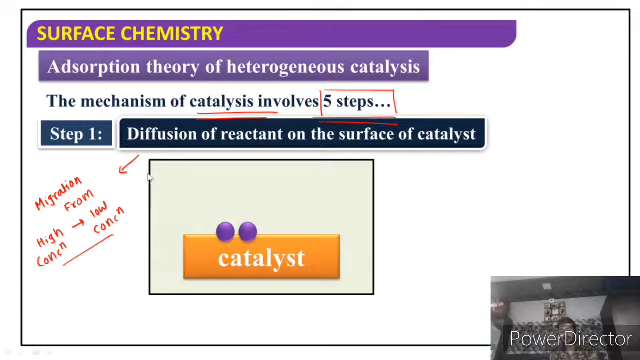 SURFACE CHEMISTRY
Adsorption theory of heterogeneous catalysis
The mechanism of catalysis involves 5 steps...
Step 1: Diffusion of reactant on the surface of catalyst
Migration
From
High → low
concⁿ concⁿ
catalyst
PowerDirector